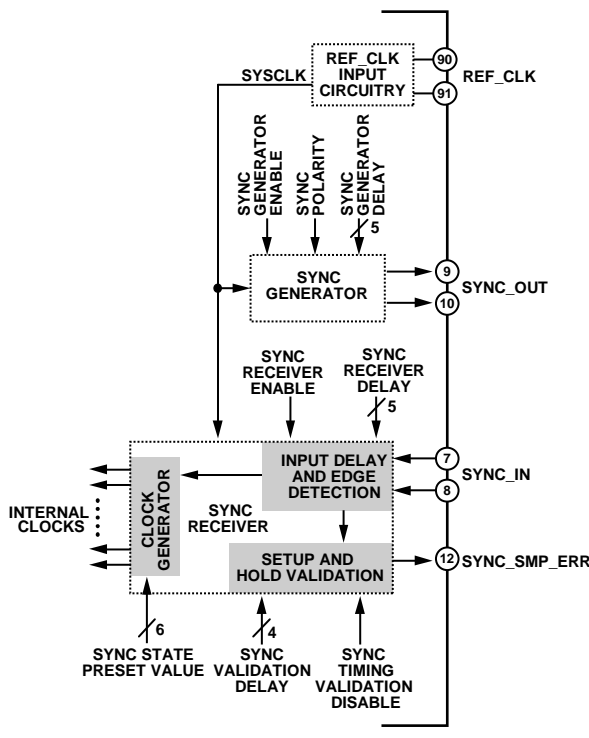 REF_CLK
INPUT
CIRCUITRY
90
91
REF_CLK
SYSCLK
SYNC
GENERATOR
ENABLE
SYNC
POLARITY
SYNC
GENERATOR
DELAY
5
SYNC
GENERATOR
9
10
SYNC_OUT
SYNC
RECEIVER
ENABLE
SYNC
RECEIVER
DELAY
5
INPUT DELAY
AND EDGE
DETECTION
7
8
SYNC_IN
CLOCK
GENERATOR
SYNC
RECEIVER
INTERNAL
CLOCKS
SETUP AND
HOLD VALIDATION
12
SYNC_SMP_ERR
6
SYNC STATE
PRESET VALUE
4
SYNC
VALIDATION
DELAY
SYNC
TIMING
VALIDATION
DISABLE